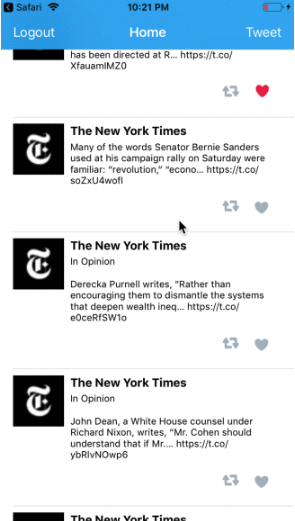 Safari 10:21 PM
Logout Home Tweet
has been directed at R... https://t.co/
XfauamIMZ0
The New York Times
Many of the words Senator Bernie Sanders
used at his campaign rally on Saturday were
familiar: “revolution,” “econo... https://t.co/
soZxU4wofI
The New York Times
In Opinion
Derecka Purnell writes, "Rather than
encouraging them to dismantle the systems
that deepen wealth ineq... https://t.co/
e0ceRfSW1o
The New York Times
In Opinion
John Dean, a White House counsel under
Richard Nixon, writes, “Mr. Cohen should
understand that if Mr.... https://t.co/
ybRIvNOwp6
The New York Times